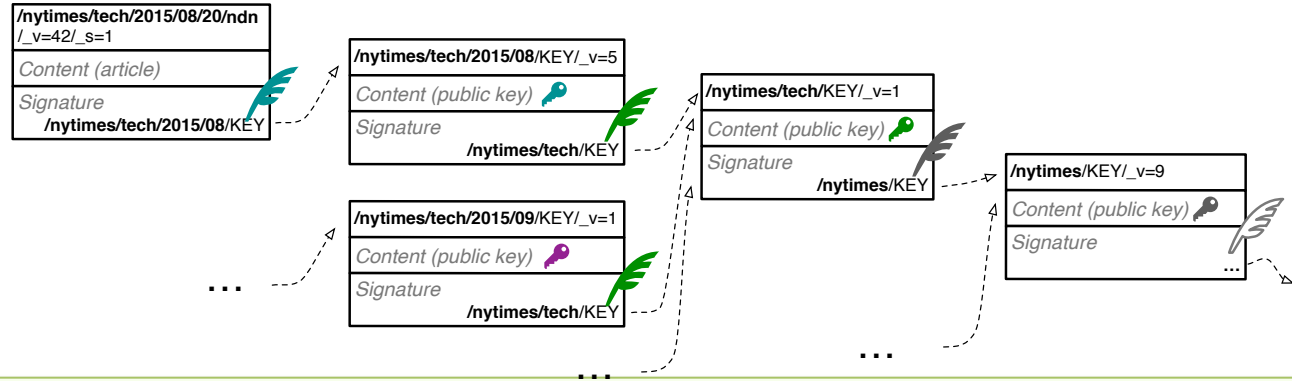 /nytimes/tech/2015/08/20/ndn
/_v=42/_s=1
Content (article)
Signature
/nytimes/tech/2015/08/KEY
/nytimes/tech/2015/08/KEY/_v=5
Content (public key)
Signature
/nytimes/tech/KEY
/nytimes/tech/2015/09/KEY/_v=1
Content (public key)
Signature
/nytimes/tech/KEY
...
...
/nytimes/tech/KEY/_v=1
Content (public key)
Signature
/nytimes/KEY
...
/nytimes/KEY/_v=9
Content (public key)
Signature
...